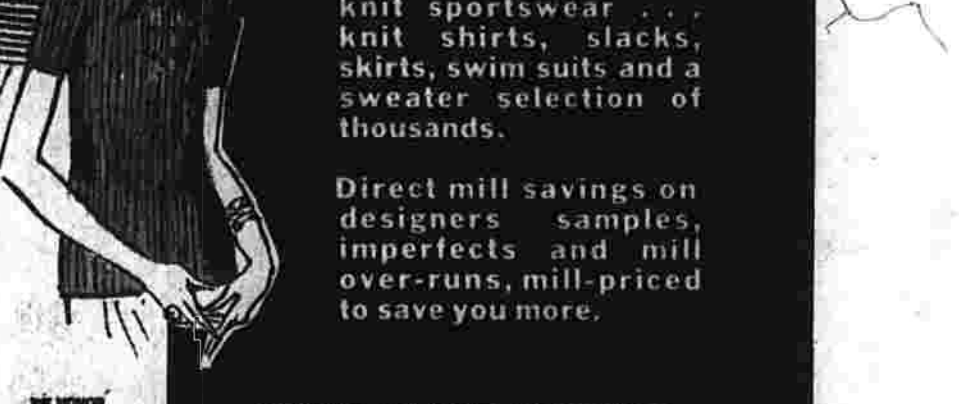 knit sportswear . . .
knit shirts, slacks,
skirts, swim suits and a
sweater selection of
thousands.
Direct mill savings on
designers samples,
imperfects and mill
over-runs, mill-priced
to save you more.